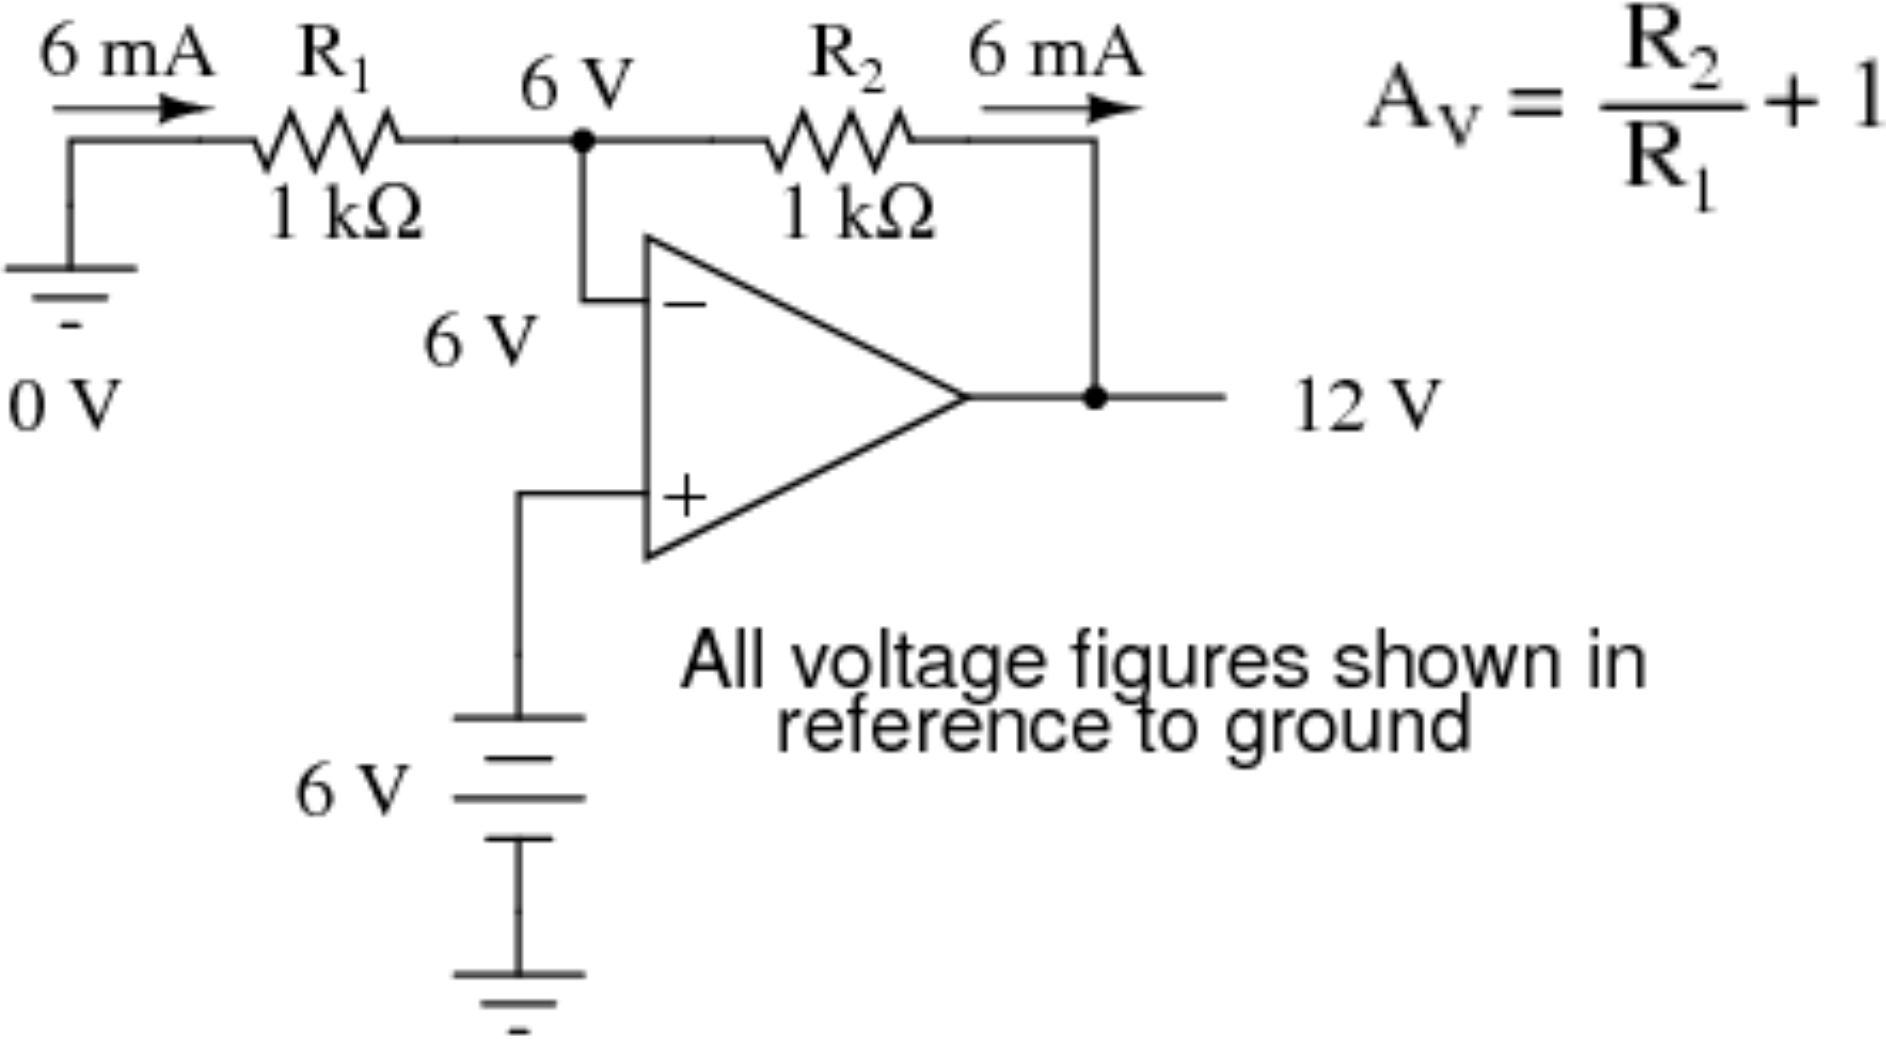 6 mA R₁ 6 V R₂ 6 mA
1 kΩ 1 kΩ
A_V = R₂/R₁ + 1
−
6 V
0 V
12 V
+
All voltage figures shown in
reference to ground
6 V